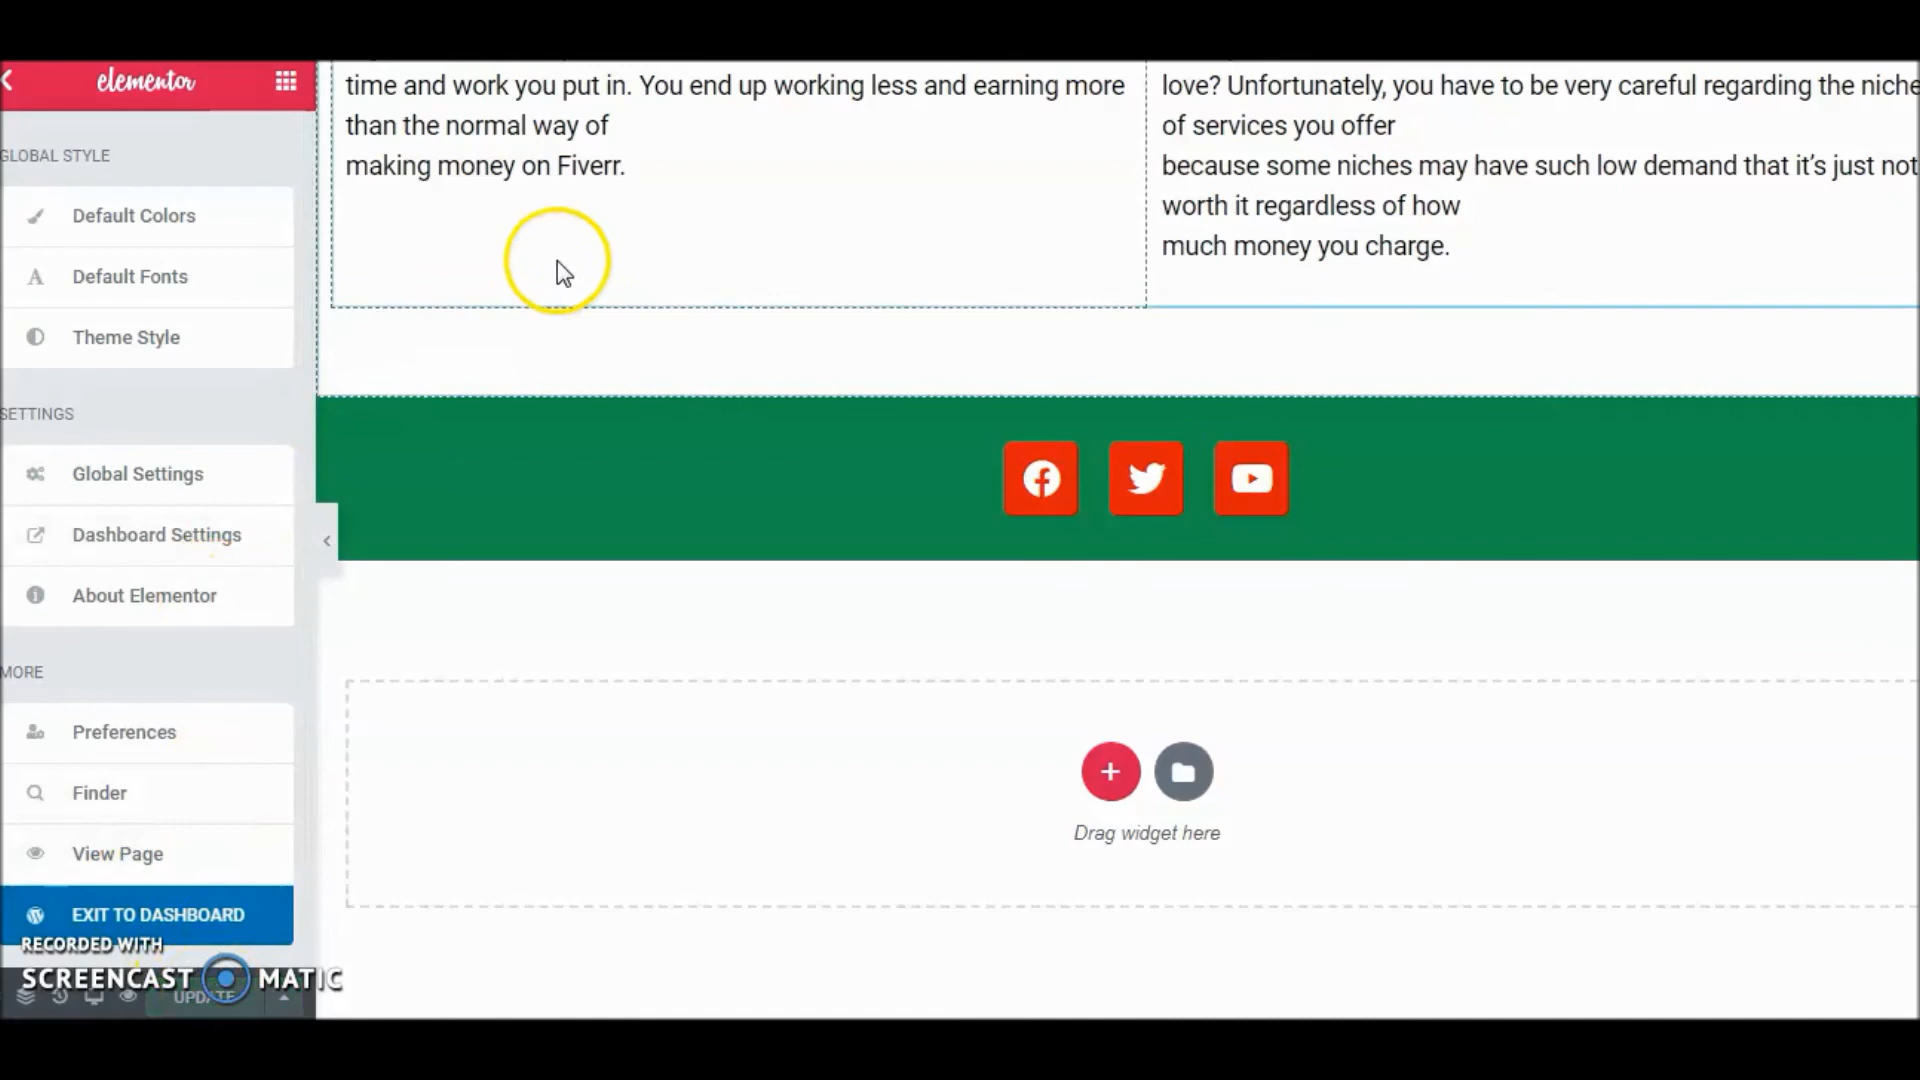 elementor
GLOBAL STYLE
Default Colors
Default Fonts
Theme Style
SETTINGS
Global Settings
Dashboard Settings
About Elementor
MORE
Preferences
Finder
View Page
EXIT TO DASHBOARD
RECORDED WITH
SCREENCAST MATIC
UPDATE
time and work you put in. You end up working less and earning more
than the normal way of
making money on Fiverr.
love? Unfortunately, you have to be very careful regarding the niche
of services you offer
because some niches may have such low demand that it's just not
worth it regardless of how
much money you charge.
Drag widget here